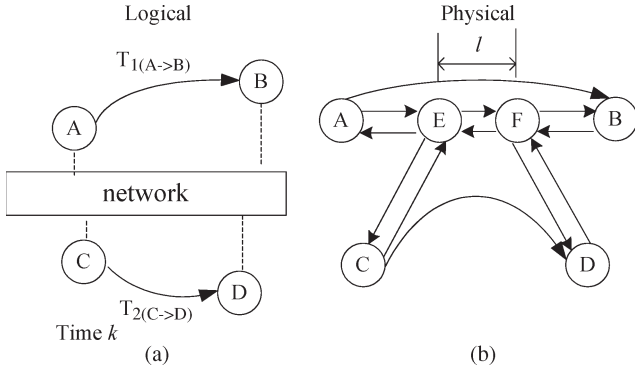 Logical
Physical
T1(A->B)
B
A
network
C
D
T2(C->D)
Time k
(a)
l
A
E
F
B
C
D
(b)